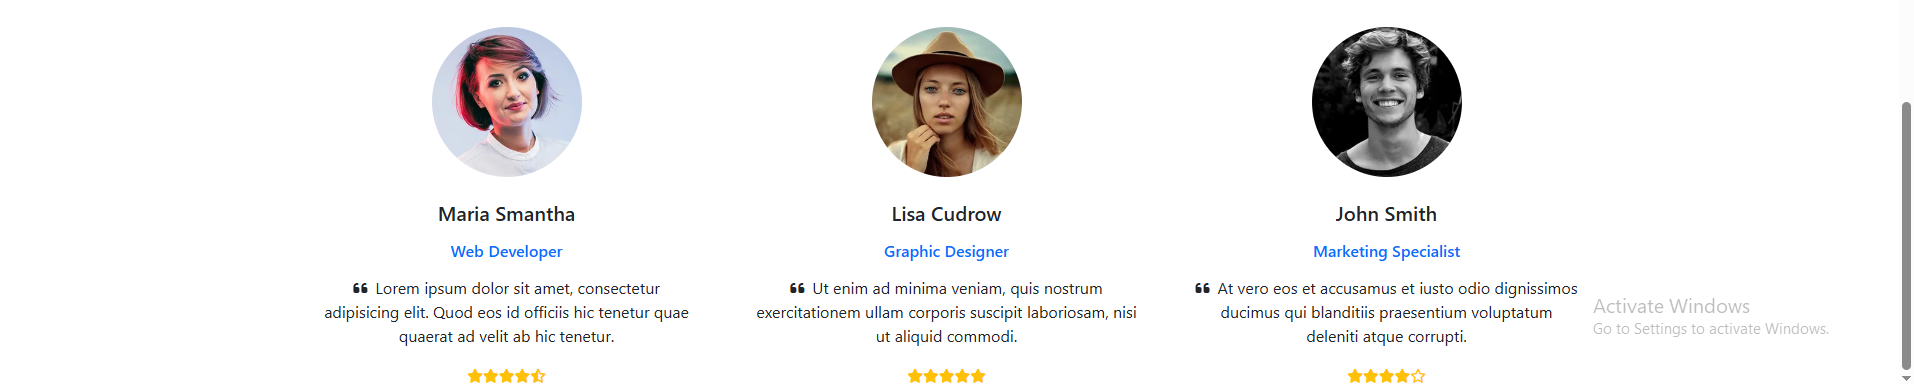 Maria Smantha
Web Developer
❝ Lorem ipsum dolor sit amet, consectetur
adipisicing elit. Quod eos id officiis hic tenetur quae
quaerat ad velit ab hic tenetur.
Lisa Cudrow
Graphic Designer
❝ Ut enim ad minima veniam, quis nostrum
exercitationem ullam corporis suscipit laboriosam, nisi
ut aliquid commodi.
John Smith
Marketing Specialist
❝ At vero eos et accusamus et iusto odio dignissimos
ducimus qui blanditiis praesentium voluptatum
deleniti atque corrupti.
Activate Windows
Go to Settings to activate Windows.